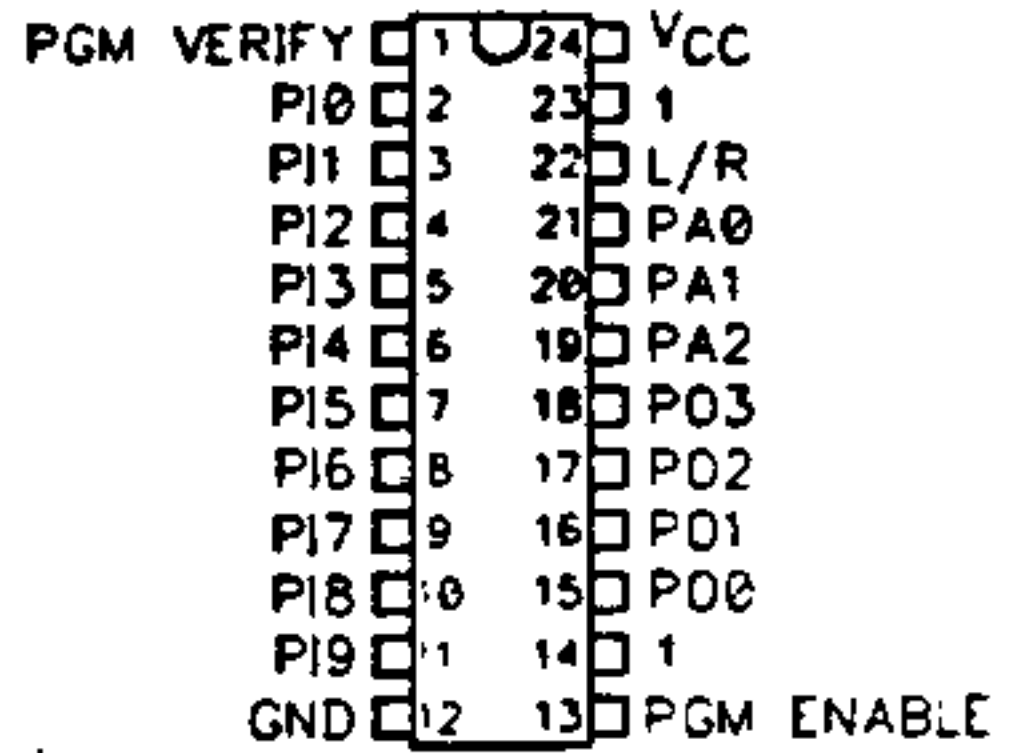 PGM VERIFY 1 24 VCC
PI0 2 23 1
PI1 3 22 L/R
PI2 4 21 PA0
PI3 5 20 PA1
PI4 6 19 PA2
PI5 7 18 PO3
PI6 8 17 PO2
PI7 9 16 PO1
PI8 10 15 PO0
PI9 11 14 1
GND 12 13 PGM ENABLE